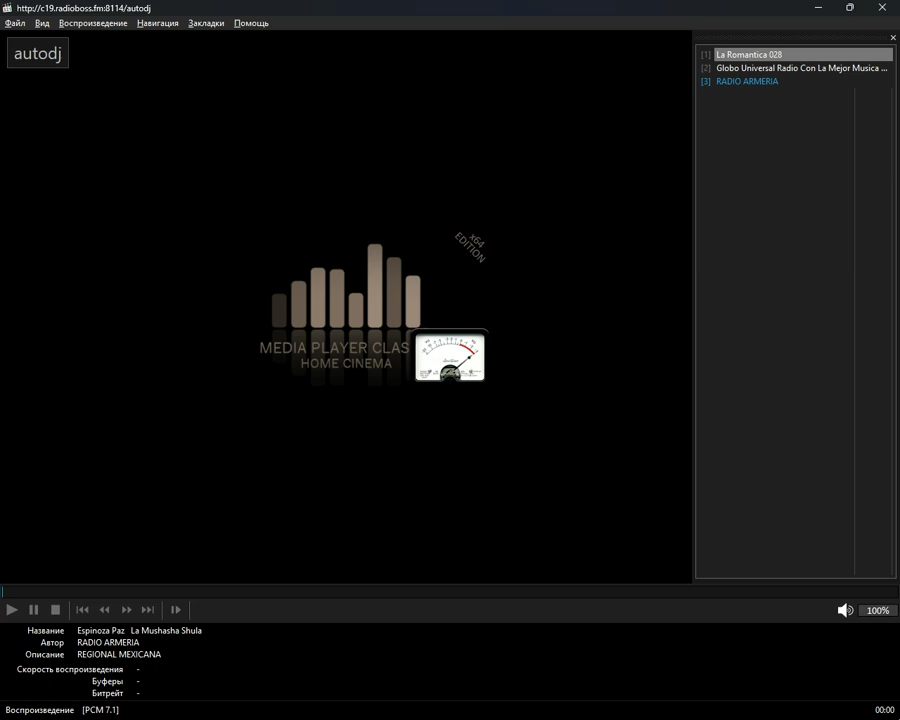 http://c19.radioboss.fm:8114/autodj
Файл Вид Воспроизведение Навигация Закладки Помощь
autodj
[1] La Romantica 028
[2] Globo Universal Radio Con La Mejor Musica ...
[3] RADIO ARMERIA
x64
EDITION
MEDIA PLAYER CLAS
HOME CINEMA
100%
Название Espinoza Paz La Mushasha Shula
Автор RADIO ARMERIA
Описание REGIONAL MEXICANA
Скорость воспроизведения -
Буферы -
Битрейт -
Воспроизведение [PCM 7.1] 00:00